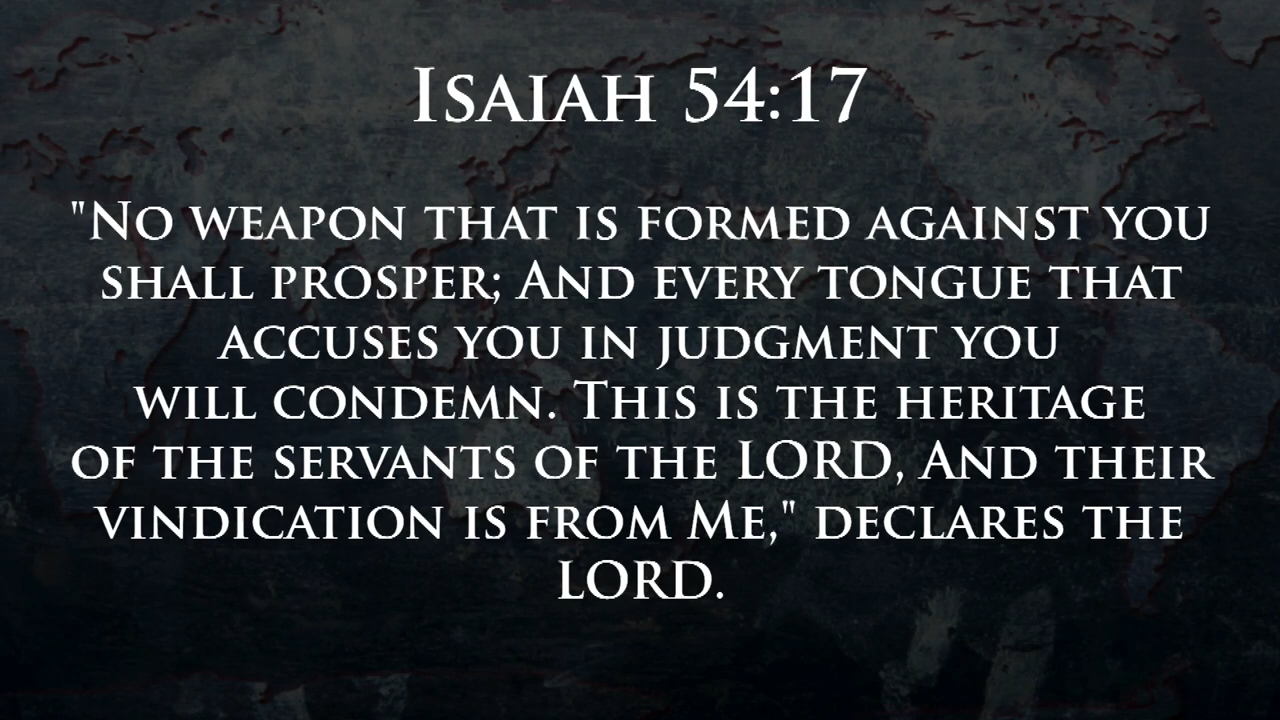 Isaiah 54:17
"No weapon that is formed against you
shall prosper; And every tongue that
accuses you in judgment you
will condemn. This is the heritage
of the servants of the LORD, And their
vindication is from Me," declares the
LORD.